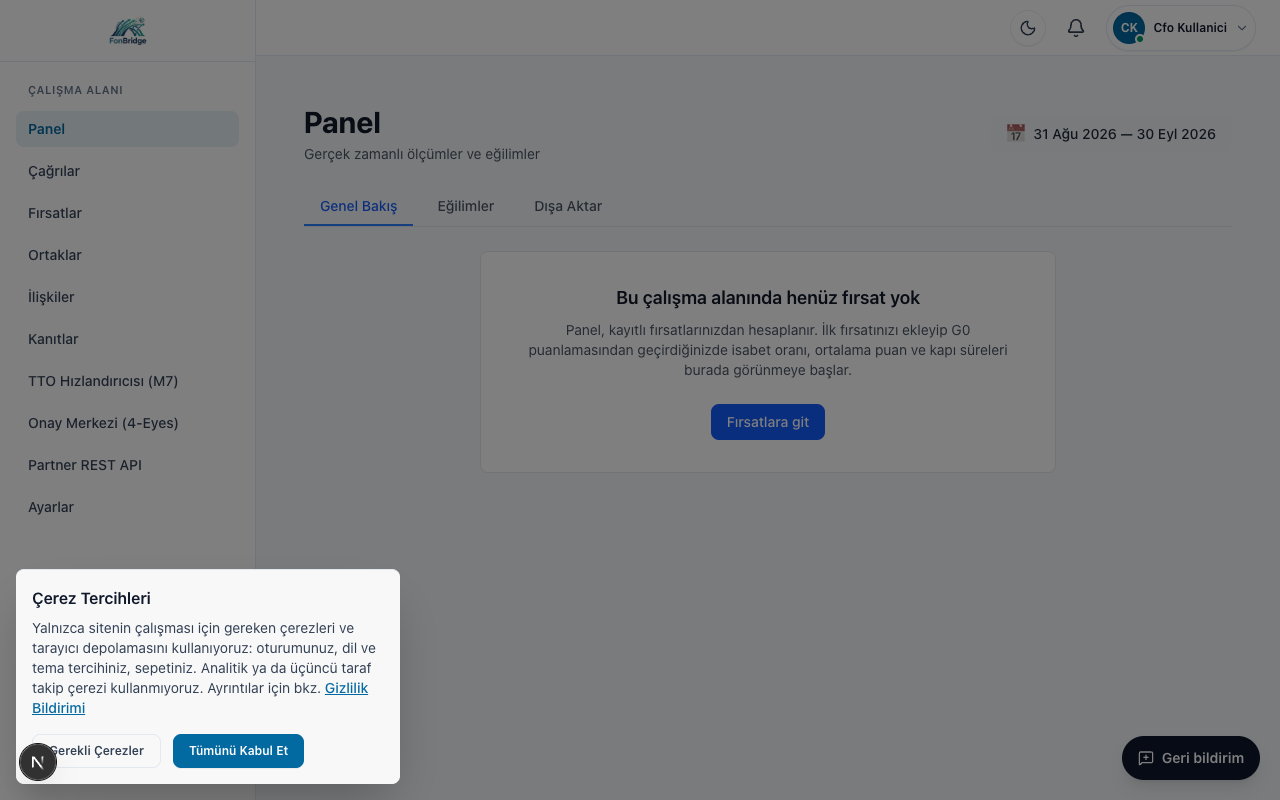 FonBridge
Cfo Kullanici
CK
ÇALIŞMA ALANI
Panel
Çağrılar
Fırsatlar
Ortaklar
İlişkiler
Kanıtlar
TTO Hızlandırıcısı (M7)
Onay Merkezi (4-Eyes)
Partner REST API
Ayarlar
Panel
Gerçek zamanlı ölçümler ve eğilimler
17
31 Ağu 2026 — 30 Eyl 2026
Genel Bakış
Eğilimler
Dışa Aktar
Bu çalışma alanında henüz fırsat yok
Panel, kayıtlı fırsatlarınızdan hesaplanır. İlk fırsatınızı ekleyip G0
puanlamasından geçirdiğinizde isabet oranı, ortalama puan ve kapı süreleri
burada görünmeye başlar.
Fırsatlara git
Çerez Tercihleri
Yalnızca sitenin çalışması için gereken çerezleri ve
tarayıcı depolamasını kullanıyoruz: oturumunuz, dil ve
tema tercihiniz, sepetiniz. Analitik ya da üçüncü taraf
takip çerezi kullanmıyoruz. Ayrıntılar için bkz. Gizlilik
Bildirimi
Gerekli Çerezler
Tümünü Kabul Et
N
Geri bildirim